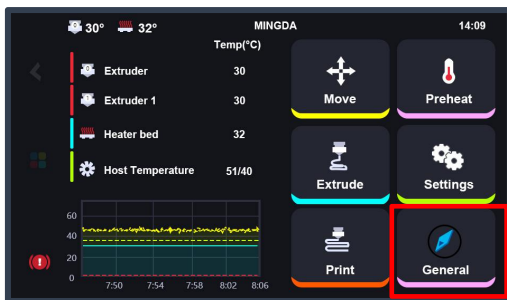 30° 32° MINGDA 14:09
Temp(°C)
Extruder 30
Extruder 1 30
Heater bed 32
Host Temperature 51/40
Move
Preheat
Extrude
Settings
Print
General
60
40
20
0
7:50 7:54 7:58 8:02 8:06